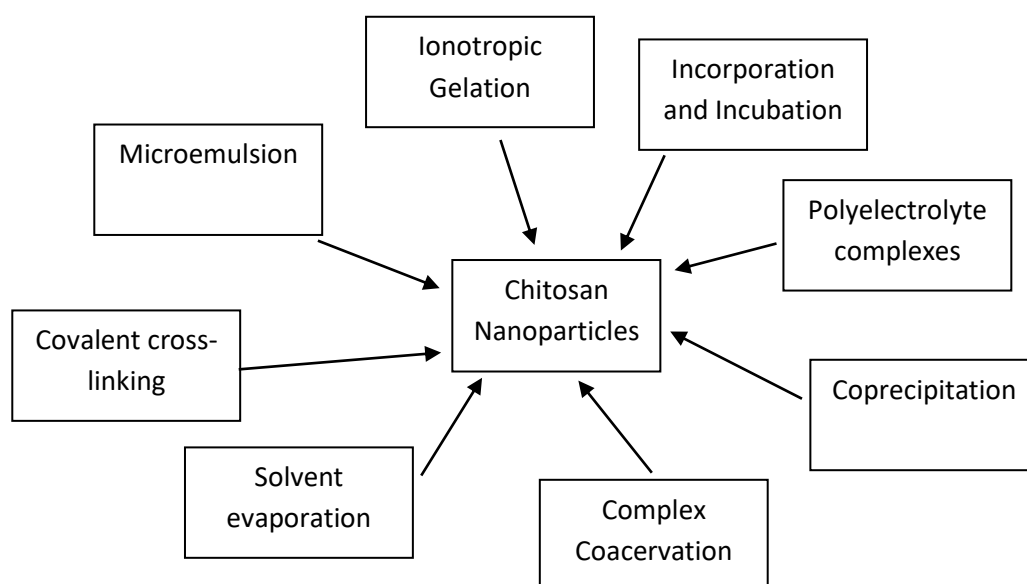 Ionotropic
Gelation
Incorporation
and Incubation
Microemulsion
Polyelectrolyte
complexes
Chitosan
Nanoparticles
Covalent cross-
linking
Coprecipitation
Solvent
evaporation
Complex
Coacervation